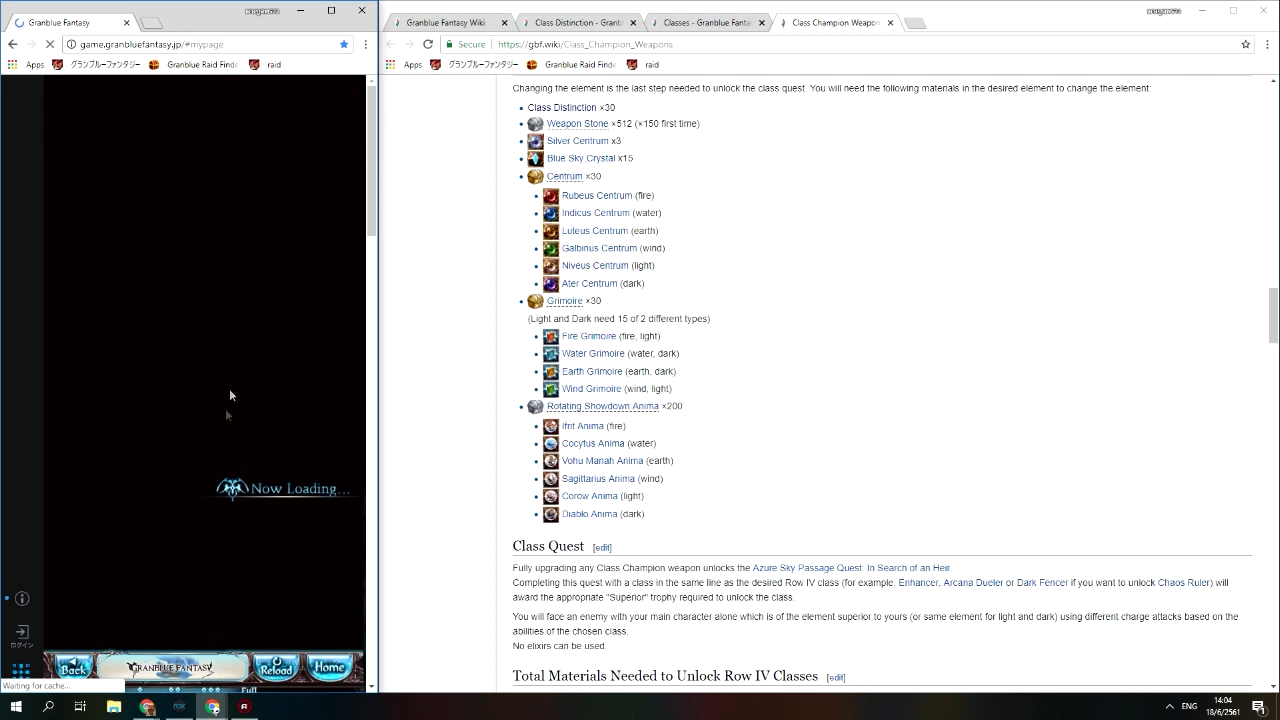 Granblue Fantasy
game.granbluefantasy.jp/#mypage
Apps グランブルーファンタジー Granblue Raid Finde raid
Now Loading...
ログイン
Back GRANBLUE FANTASY Reload Home
Full
Waiting for cache...
Granblue Fantasy Wiki
Class Distinction - Granb
Classes - Granblue Fanta
Class Champion Weapon
Secure https://gbf.wiki/Class_Champion_Weapons
Apps グランブルーファンタジー Granblue Raid Finde raid
Changing the element is the last step needed to unlock the class quest. You will need the following materials in the desired element to change the element:
Class Distinction ×30
Weapon Stone ×512 (×150 first time)
Silver Centrum x3
Blue Sky Crystal x15
Centrum ×30
Rubeus Centrum (fire)
Indicus Centrum (water)
Luteus Centrum (earth)
Galbinus Centrum (wind)
Niveus Centrum (light)
Ater Centrum (dark)
Grimoire ×30
(Light and Dark need 15 of 2 different types)
Fire Grimoire (fire, light)
Water Grimoire (water, dark)
Earth Grimoire (earth, dark)
Wind Grimoire (wind, light)
Rotating Showdown Anima ×200
Ifrit Anima (fire)
Cocytus Anima (water)
Vohu Manah Anima (earth)
Sagittarius Anima (wind)
Corow Anima (light)
Diablo Anima (dark)
Class Quest [edit]
Fully upgrading any Class Champion weapon unlocks the Azure Sky Passage Quest: In Search of an Heir.
Completing this quest with a class in the same line as the desired Row IV class (for example, Enhancer, Arcana Dueler or Dark Fencer if you want to unlock Chaos Ruler) will
award the appropriate "Superior" trophy required to unlock the class.
You will face an enemy with your main character alone which is of the element superior to yours (or same element for light and dark) using different charge attacks based on the
abilities of the chosen class.
No elixirs can be used.
Total Materials Needed to Unlock Row IV Classes [edit]
ENG
14:04
18/6/2561